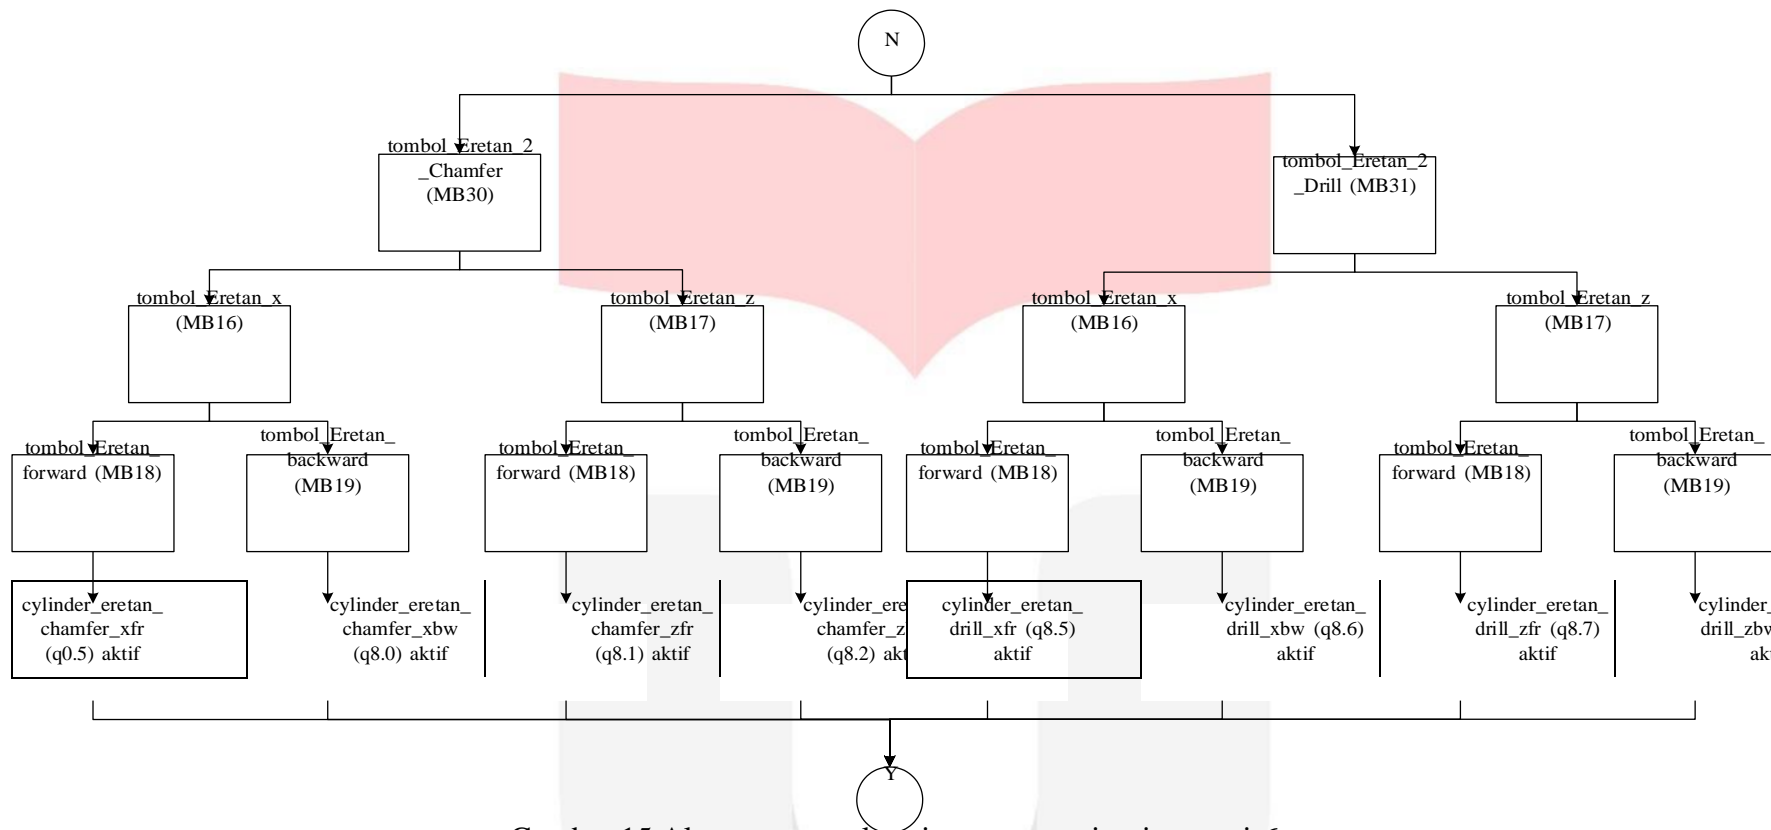 N
tombol_Eretan_2
_Chamfer
(MB30)
tombol_Eretan_2
_Drill (MB31)
tombol_Eretan_x
(MB16)
tombol_Eretan_z
(MB17)
tombol_Eretan_x
(MB16)
tombol_Eretan_z
(MB17)
tombol_Eretan_
forward (MB18)
tombol_Eretan_
backward
(MB19)
tombol_Eretan_
forward (MB18)
tombol_Eretan_
backward
(MB19)
tombol_Eretan_
forward (MB18)
tombol_Eretan_
backward
(MB19)
tombol_Eretan_
forward (MB18)
tombol_Eretan_
backward
(MB19)
cylinder_eretan_
chamfer_xfr
(q0.5) aktif
cylinder_eretan_
chamfer_xbw
(q8.0) aktif
cylinder_eretan_
chamfer_zfr
(q8.1) aktif
cylinder_ere
chamfer_z
(q8.2) akt
cylinder_eretan_
drill_xfr (q8.5)
aktif
cylinder_eretan_
drill_xbw (q8.6)
aktif
cylinder_eretan_
drill_zfr (q8.7)
aktif
cylinder_
drill_zbw
ak
Y